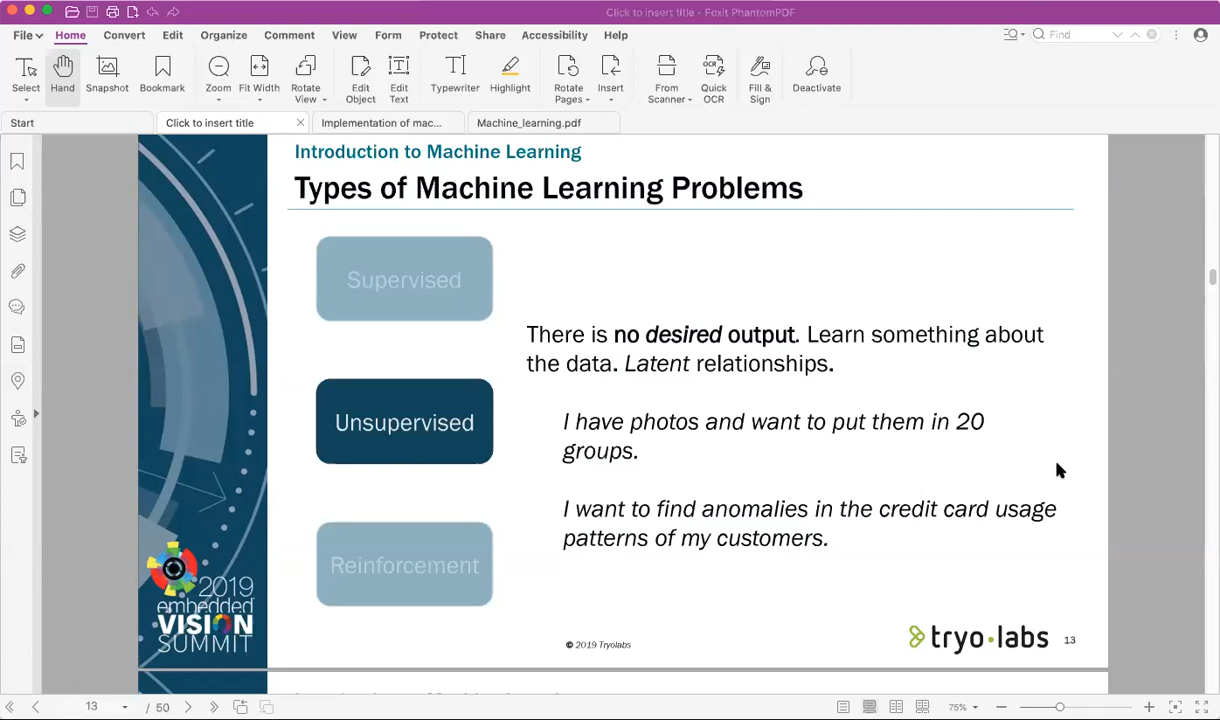 Click to insert title - Foxit PhantomPDF
File Home Convert Edit Organize Comment View Form Protect Share Accessibility Help Find
Select Hand Snapshot Bookmark Zoom Fit Width Rotate View Edit Object Edit Text Typewriter Highlight Rotate Pages Insert From Scanner Quick OCR Fill & Sign Deactivate
Start Click to insert title Implementation of mac... Machine_learning.pdf
Introduction to Machine Learning
Types of Machine Learning Problems
Supervised
There is no desired output. Learn something about
the data. Latent relationships.
Unsupervised
I have photos and want to put them in 20
groups.
I want to find anomalies in the credit card usage
patterns of my customers.
Reinforcement
2019
embedded
VISION
SUMMIT
© 2019 Tryolabs
tryo·labs
13
13 / 50 75%